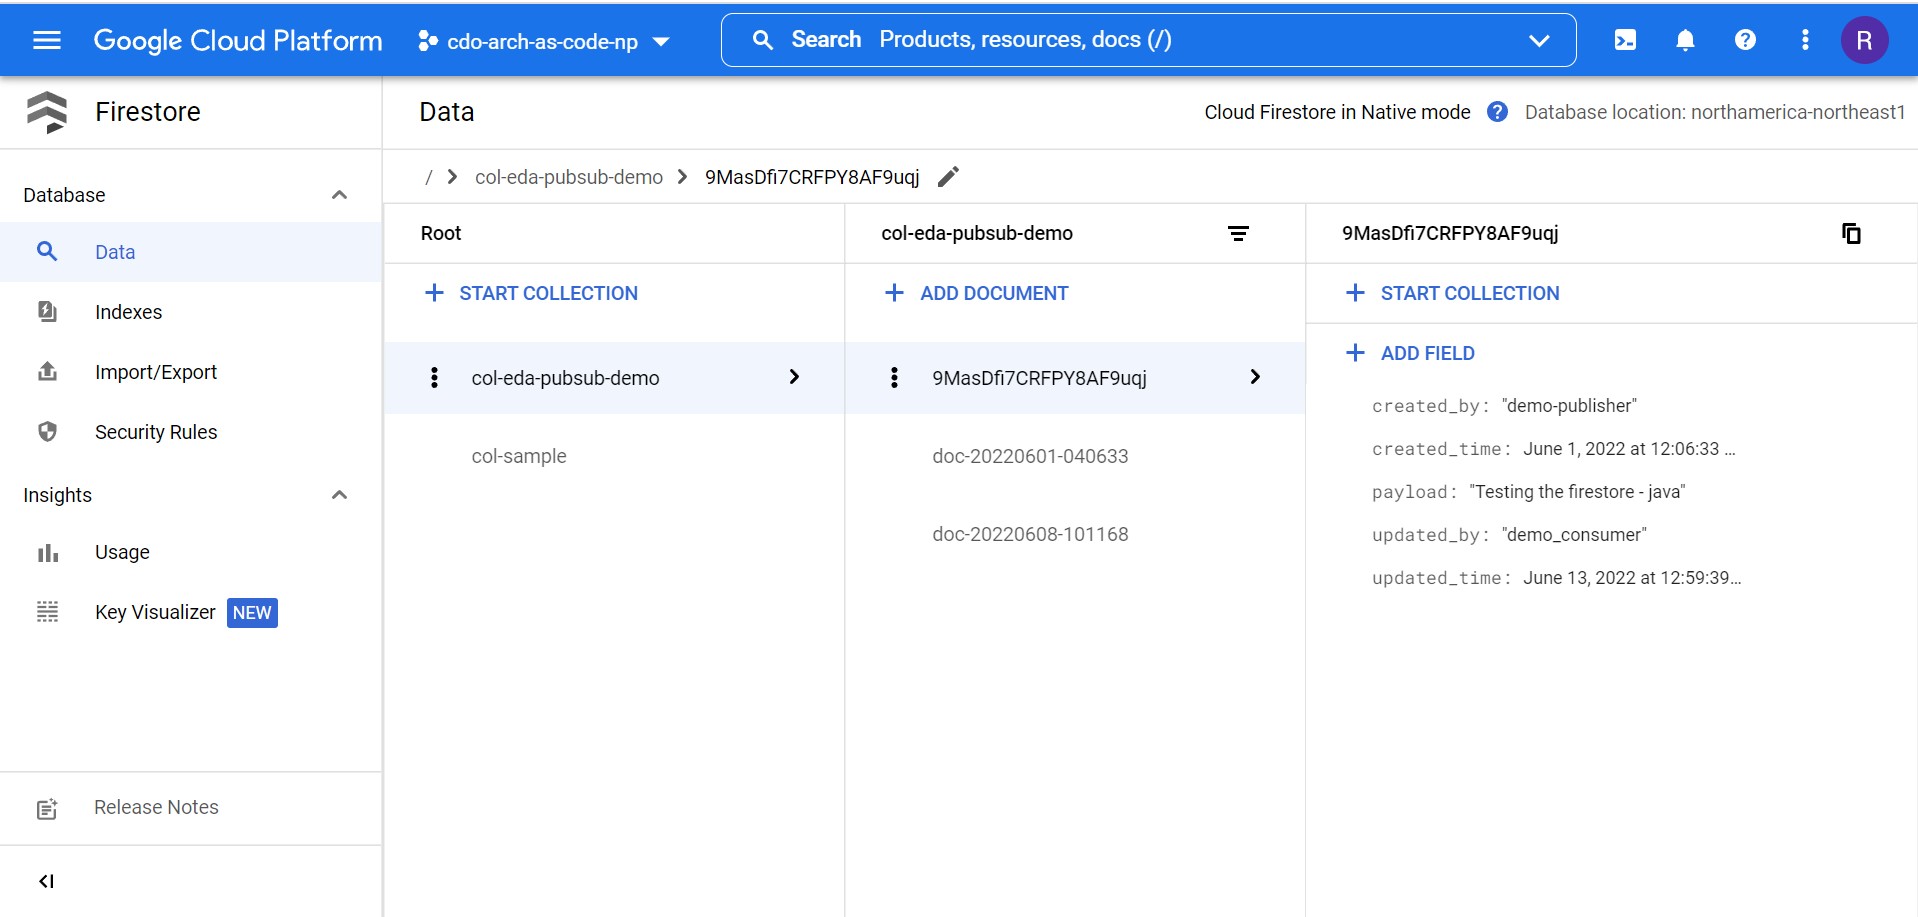 Google Cloud Platform cdo-arch-as-code-np Search Products, resources, docs (/) R
Firestore
Data Cloud Firestore in Native mode Database location: northamerica-northeast1
/ col-eda-pubsub-demo 9MasDfi7CRFPY8AF9uqj
Database
Data
Indexes
Import/Export
Security Rules
Insights
Usage
Key Visualizer NEW
Release Notes
Root
START COLLECTION
col-eda-pubsub-demo
col-sample
col-eda-pubsub-demo
ADD DOCUMENT
9MasDfi7CRFPY8AF9uqj
doc-20220601-040633
doc-20220608-101168
9MasDfi7CRFPY8AF9uqj
START COLLECTION
ADD FIELD
created_by: "demo-publisher"
created_time: June 1, 2022 at 12:06:33 ...
payload: "Testing the firestore - java"
updated_by: "demo_consumer"
updated_time: June 13, 2022 at 12:59:39...